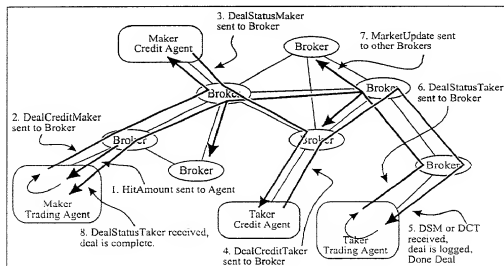 3. DealStatusMaker
sent to Broker
Maker
Credit Agent
Broker
7. MarketUpdate sent
to other Brokers
Broker
Broker
6. DealStatusTaker
sent to Broker
2. DealCreditMaker
sent to Broker
Broker
Broker
Broker
Broker
1. HitAmount sent to Agent
Maker
Trading Agent
8. DealStatusTaker received,
deal is complete.
Taker
Credit Agent
4. DealCreditTaker
sent to Broker
Taker
Trading Agent
5. DSM or DCT
received,
deal is logged,
Done Deal